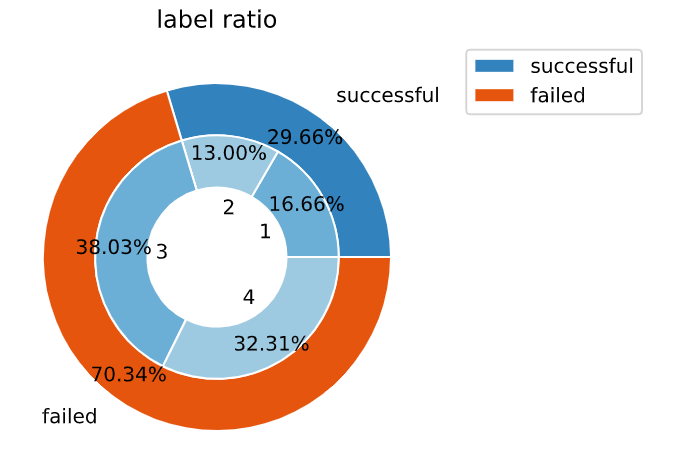 label ratio
successful
failed
successful
29.66%
13.00%
16.66%
2
1
38.03%
3
4
32.31%
70.34%
failed